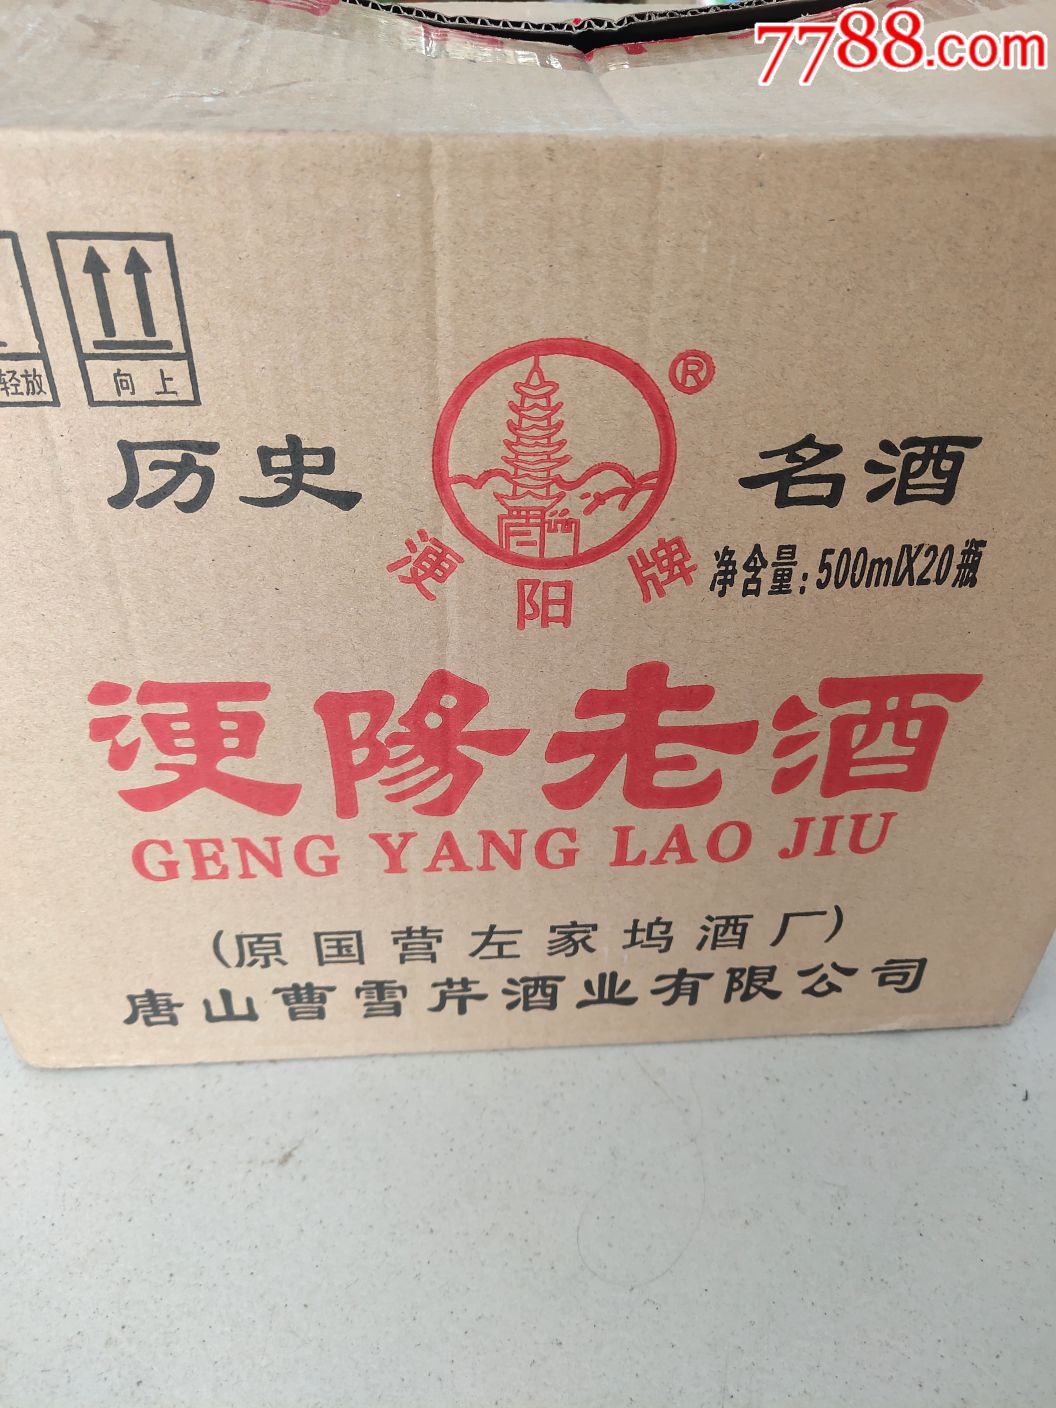 7788.com
轻放
向上
®
历史 名酒
浭阳牌
净含量:500mlX20瓶
浭陽老酒
GENG YANG LAO JIU
(原国营左家坞酒厂)
唐山曹雪芹酒业有限公司